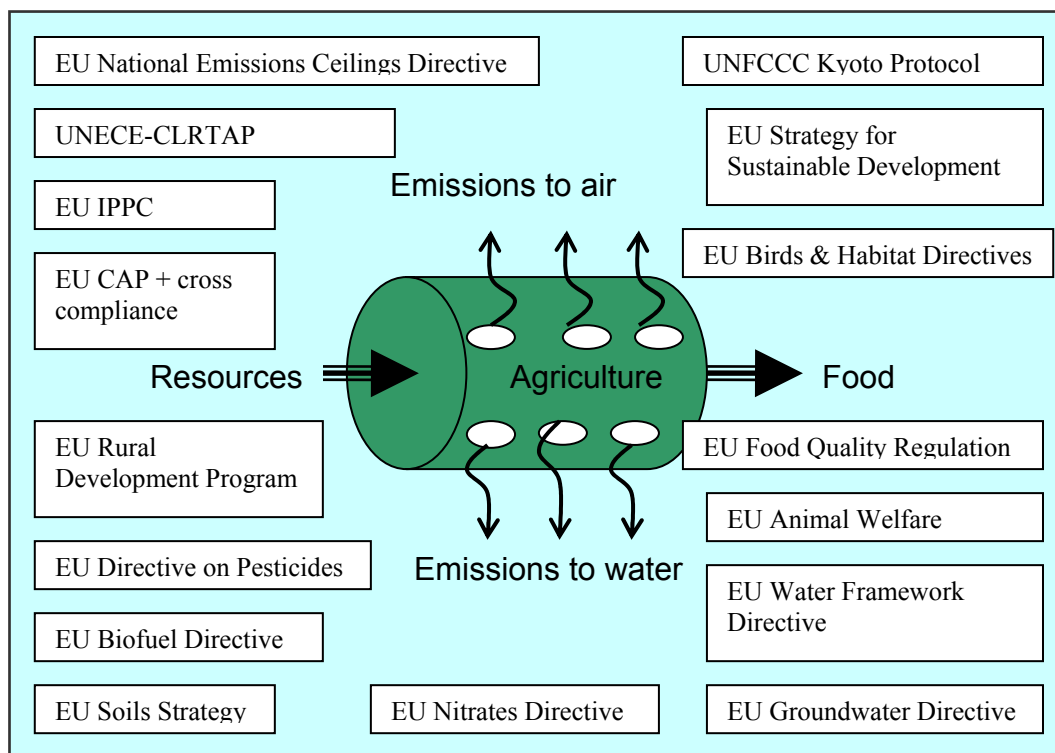 EU National Emissions Ceilings Directive
UNFCCC Kyoto Protocol
UNECE-CLRTAP
EU Strategy for
Sustainable Development
Emissions to air
EU IPPC
EU Birds & Habitat Directives
EU CAP + cross
compliance
Resources
Agriculture
Food
EU Rural
Development Program
EU Food Quality Regulation
EU Animal Welfare
EU Directive on Pesticides
Emissions to water
EU Water Framework
Directive
EU Biofuel Directive
EU Soils Strategy
EU Nitrates Directive
EU Groundwater Directive